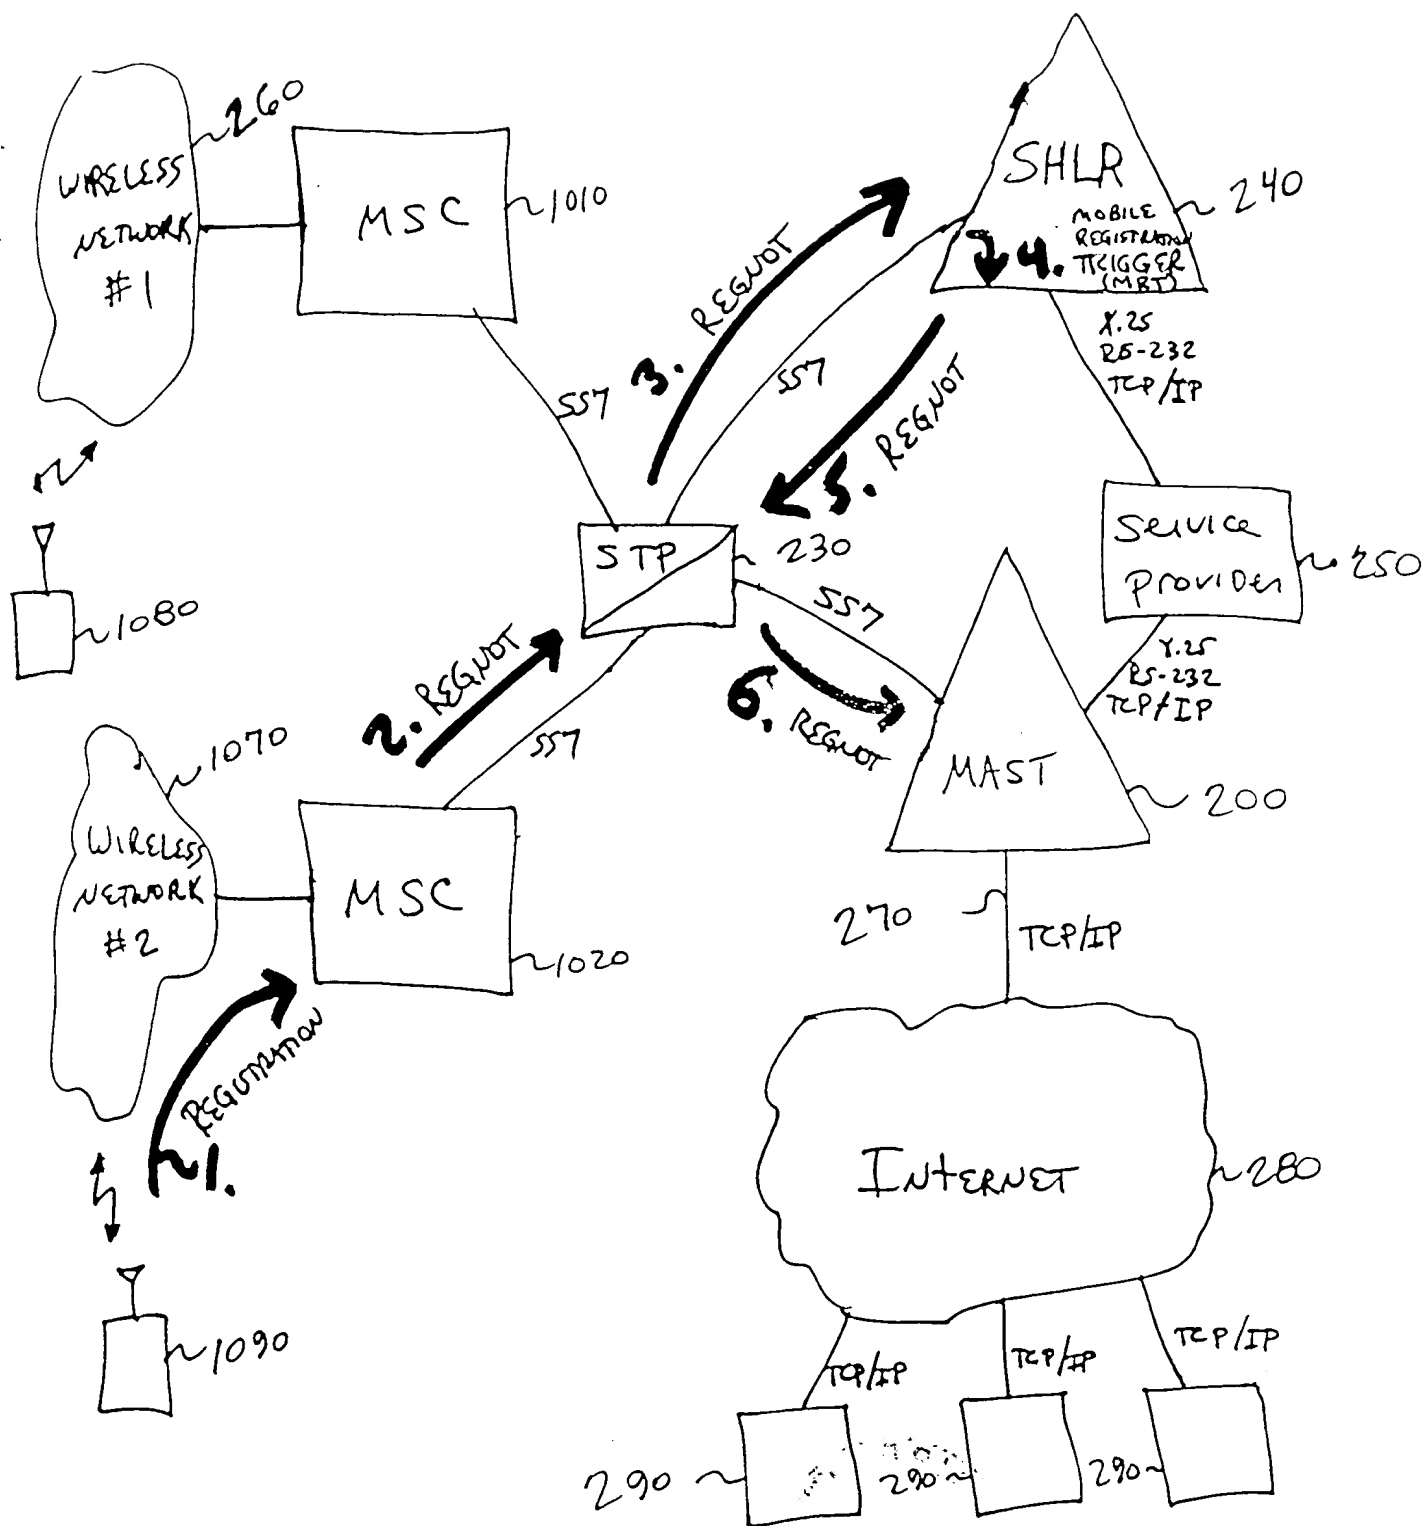 260
WIRELESS
NETWORK
#1
MSC
1010
SHLR
240
MOBILE
REGISTRATION
TRIGGER
(MRT)
4.
3. REGNOT
SS7
SS7
5. REGNOT
X.25
RS-232
TCP/IP
STP
230
Service
Provider
250
1080
SS7
2. REGNOT
SS7
6. REGNOT
X.25
RS-232
TCP/IP
MAST
200
1070
WIRELESS
NETWORK
#2
MSC
1020
270
TCP/IP
REGISTRATION
1.
INTERNET
280
1090
TCP/IP
TCP/IP
TCP/IP
290
290
290